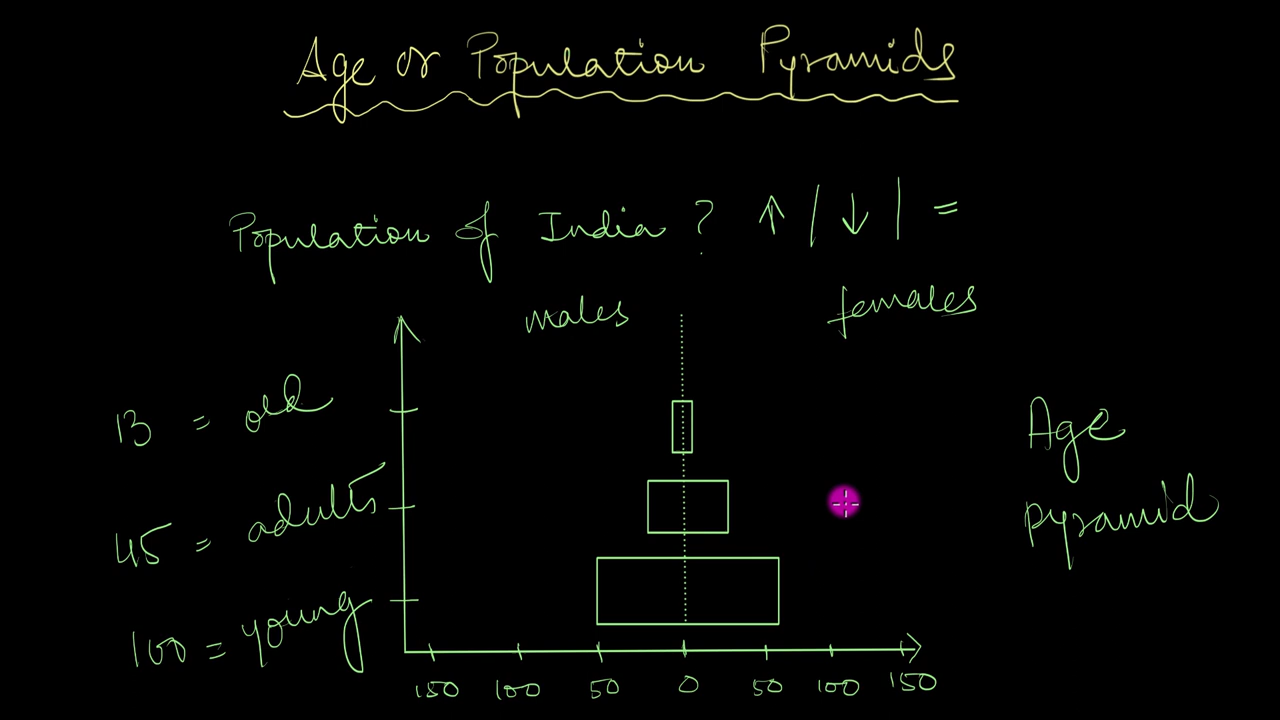 Age or Population Pyramids
Population of India ? ↑ / ↓ | =
males females
13 = old
45 = adults
100 = young
Age
pyramid
150 100 50 0 50 100 150